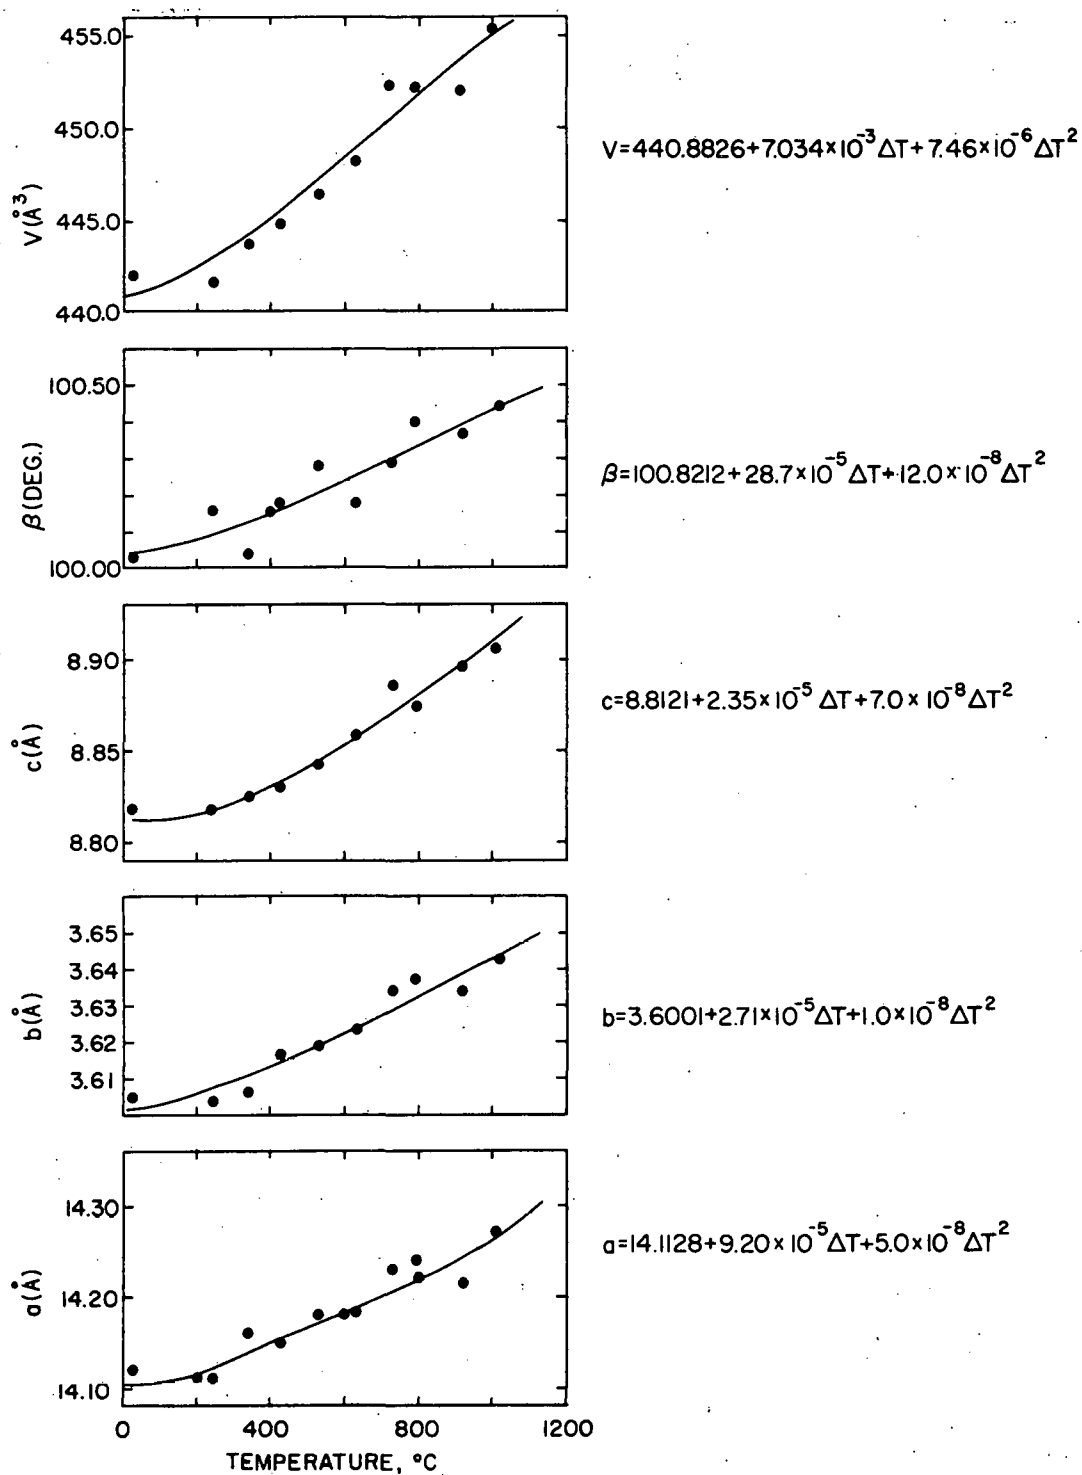 455.0
450.0
445.0
440.0
V(Å³)
V=440.8826+7.034×10⁻³ΔT+7.46×10⁻⁶ΔT²
100.50
100.00
β(DEG.)
β=100.8212+28.7×10⁻⁵ΔT+12.0×10⁻⁸ΔT²
8.90
8.85
8.80
c(Å)
c=8.8121+2.35×10⁻⁵ ΔT+7.0×10⁻⁸ΔT²
3.65
3.64
3.63
3.62
3.61
b(Å)
b=3.6001+2.71×10⁻⁵ΔT+1.0×10⁻⁸ΔT²
14.30
14.20
14.10
a(Å)
a=14.1128+9.20×10⁻⁵ΔT+5.0×10⁻⁸ΔT²
0 400 800 1200
TEMPERATURE, °C